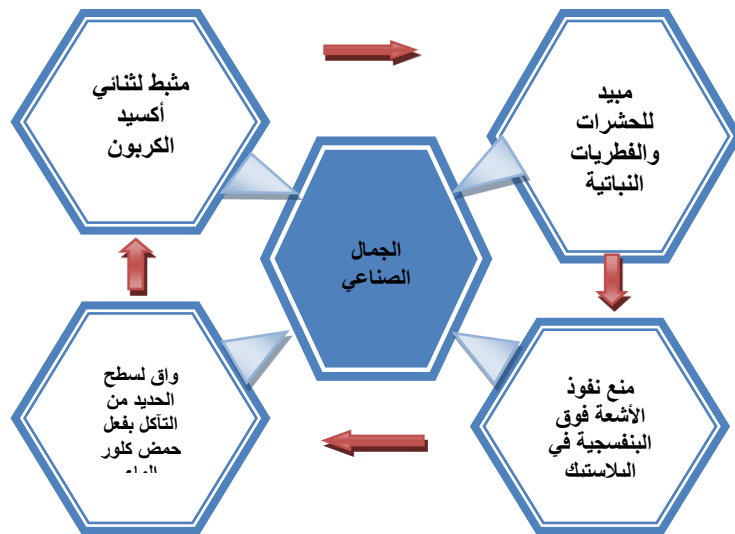 مثبط لثنائي
أكسيد
الكربون
مبيد
للحشرات
والفطريات
النباتية
الجمال
الصناعي
واق لسطح
الحديد من
التآكل بفعل
حمض كلور
منع نفوذ
الأشعة فوق
البنفسجية في
البلاستيك